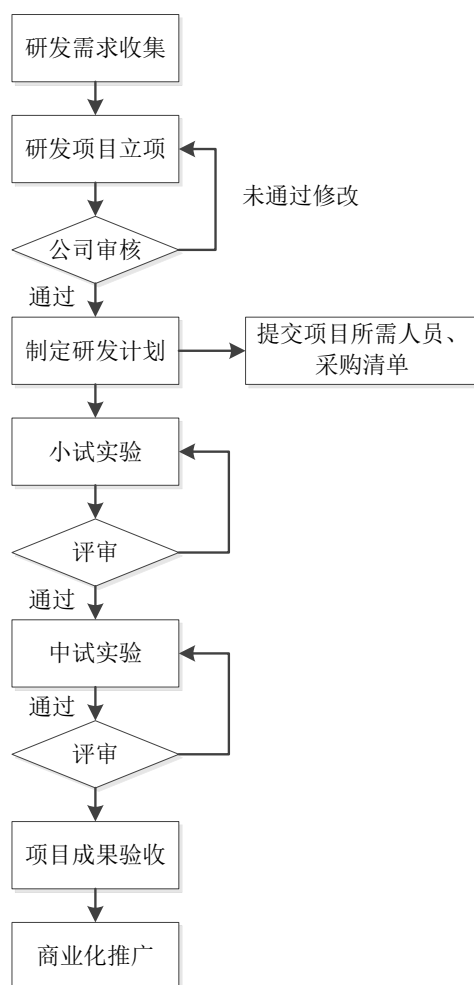 研发需求收集
研发项目立项
未通过修改
公司审核
通过
制定研发计划
提交项目所需人员、
采购清单
小试实验
评审
通过
中试实验
通过
评审
项目成果验收
商业化推广